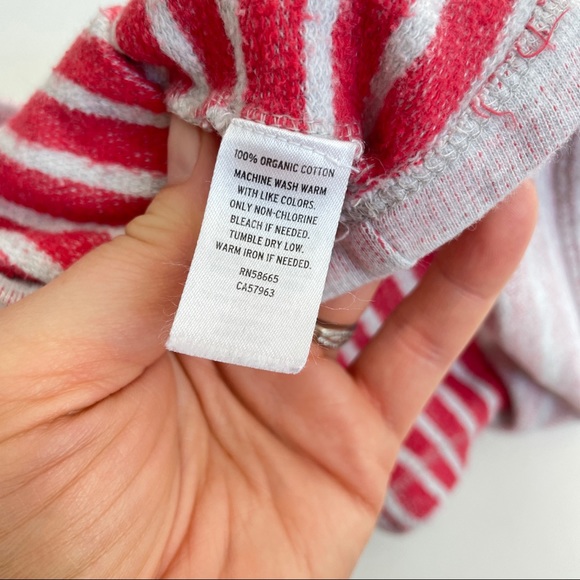 100% ORGANIC COTTON
MACHINE WASH WARM
WITH LIKE COLORS.
ONLY NON-CHLORINE
BLEACH IF NEEDED.
TUMBLE DRY LOW.
WARM IRON IF NEEDED.
RN58665
CA57963